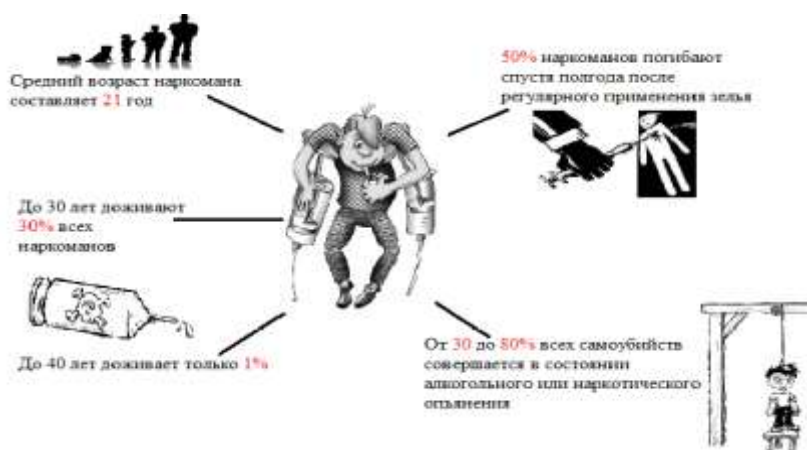 Средний возраст наркомана
составляет 21 год
50% наркоманов погибают
спустя полгода после
регулярного применения зелья
До 30 лет доживают
30% всех
наркоманов
До 40 лет доживает только 1%
От 30 до 80% всех самоубийств
совершается в состоянии
алкогольного или наркотического
опьянения